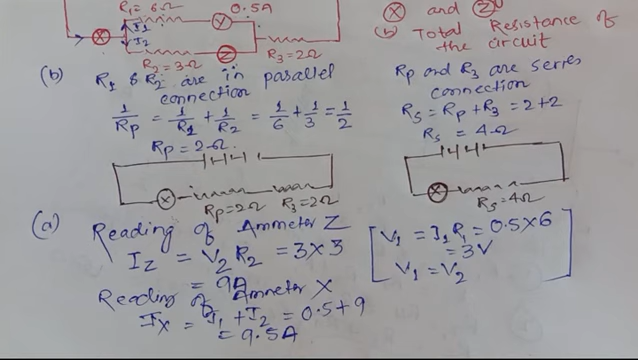 R₁ = 6Ω
Y
0.5A
X
I₁
I₂
R₂ = 3Ω
Z
R₃ = 2Ω
X and Z
(b) Total Resistance of
the circuit
(b) R₁ & R₂ are in parallel
connection
1/Rp = 1/R₁ + 1/R₂ = 1/6 + 1/3 = 1/2
Rp = 2Ω.
X
Rp = 2Ω R₃ = 2Ω
Rp and R₃ are series
connection
Rs = Rp + R₃ = 2+2
Rs = 4Ω
X
Rs = 4Ω
(a) Reading of Ammeter Z
I_Z = V₂ R₂ = 3×3
= 9A
Reading of Ammeter X
I_X = I₁ + I₂ = 0.5+9
= 9.5A
[V₁ = I₁ R₁ = 0.5×6
= 3V
V₁ = V₂]